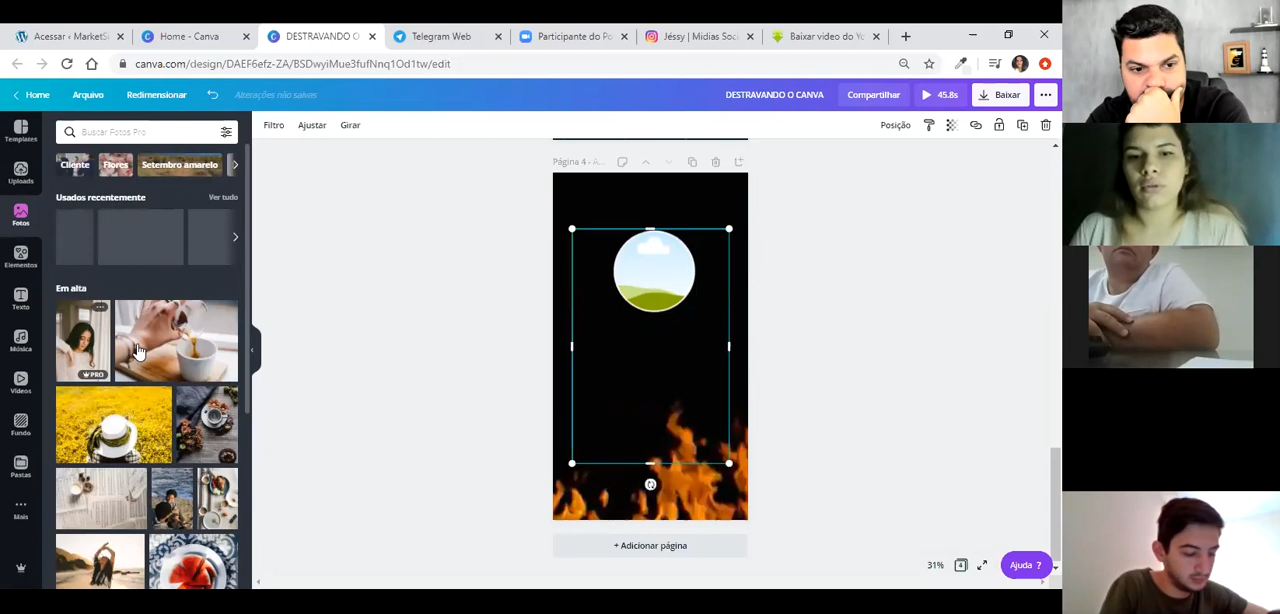 Acessar ‹ MarketSi
Home - Canva
DESTRAVANDO O
Telegram Web
Participante do Po
Jéssy | Mídias Soc
Baixar vídeo do Yo
canva.com/design/DAEF6efz-ZA/BSDwyiMue3fufNnq1Od1tw/edit
Home
Arquivo
Redimensionar
Alterações não salvas
DESTRAVANDO O CANVA
Compartilhar
45.8s
Baixar
Templates
Uploads
Fotos
Elementos
Texto
Música
Vídeos
Fundo
Pastas
Mais
Buscar Fotos Pro
Cliente
Flores
Setembro amarelo
Usados recentemente
Ver tudo
Em alta
PRO
Filtro
Ajustar
Girar
Posição
Página 4 - A...
+ Adicionar página
31%
4
Ajuda ?